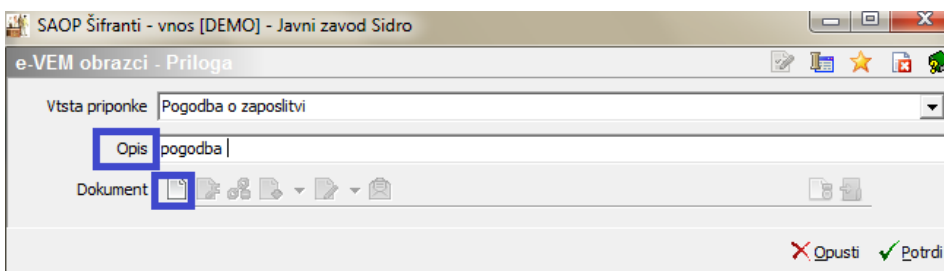 SAOP Šifranti - vnos [DEMO] - Javni zavod Sidro
e-VEM obrazci - Priloga
Vtsta priponke Pogodba o zaposlitvi
Opis pogodba
Dokument
Opusti Potrdi